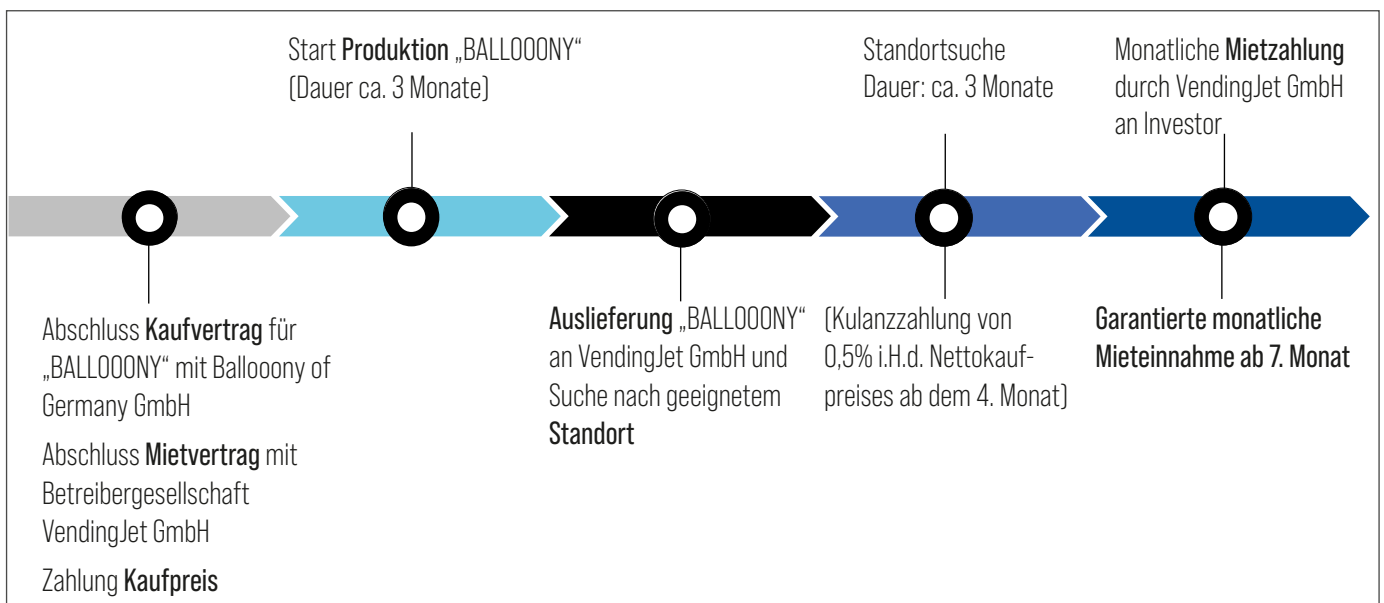 Start Produktion „BALLOOONY“
(Dauer ca. 3 Monate)
Standortsuche
Dauer: ca. 3 Monate
Monatliche Mietzahlung
durch VendingJet GmbH
an Investor
Abschluss Kaufvertrag für
„BALLOOONY“ mit Ballooony of
Germany GmbH
Abschluss Mietvertrag mit
Betreibergesellschaft
VendingJet GmbH
Zahlung Kaufpreis
Auslieferung „BALLOOONY“
an VendingJet GmbH und
Suche nach geeignetem
Standort
(Kulanzzahlung von
0,5% i.H.d. Nettokauf-
preises ab dem 4. Monat)
Garantierte monatliche
Mieteinnahme ab 7. Monat